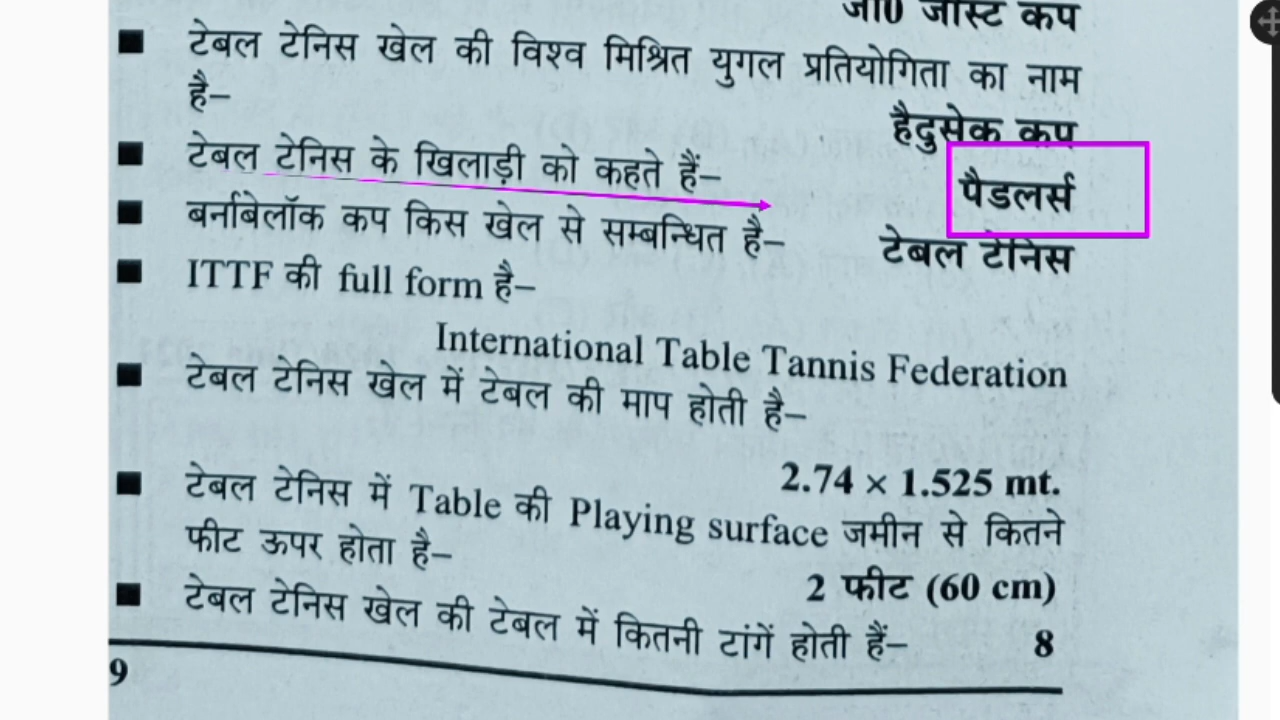 जी0 जोस्ट कप
■ टेबल टेनिस खेल की विश्व मिश्रित युगल प्रतियोगिता का नाम
है–
हैदुसेक कप
■ टेबल टेनिस के खिलाड़ी को कहते हैं–
पैडलर्स
■ बर्नाबेलॉक कप किस खेल से सम्बन्धित है–
टेबल टेनिस
■ ITTF की full form है–
International Table Tannis Federation
■ टेबल टेनिस खेल में टेबल की माप होती है–
2.74 × 1.525 mt.
■ टेबल टेनिस में Table की Playing surface जमीन से कितने
फीट ऊपर होता है–
2 फीट (60 cm)
■ टेबल टेनिस खेल की टेबल में कितनी टांगें होती हैं– 8
9